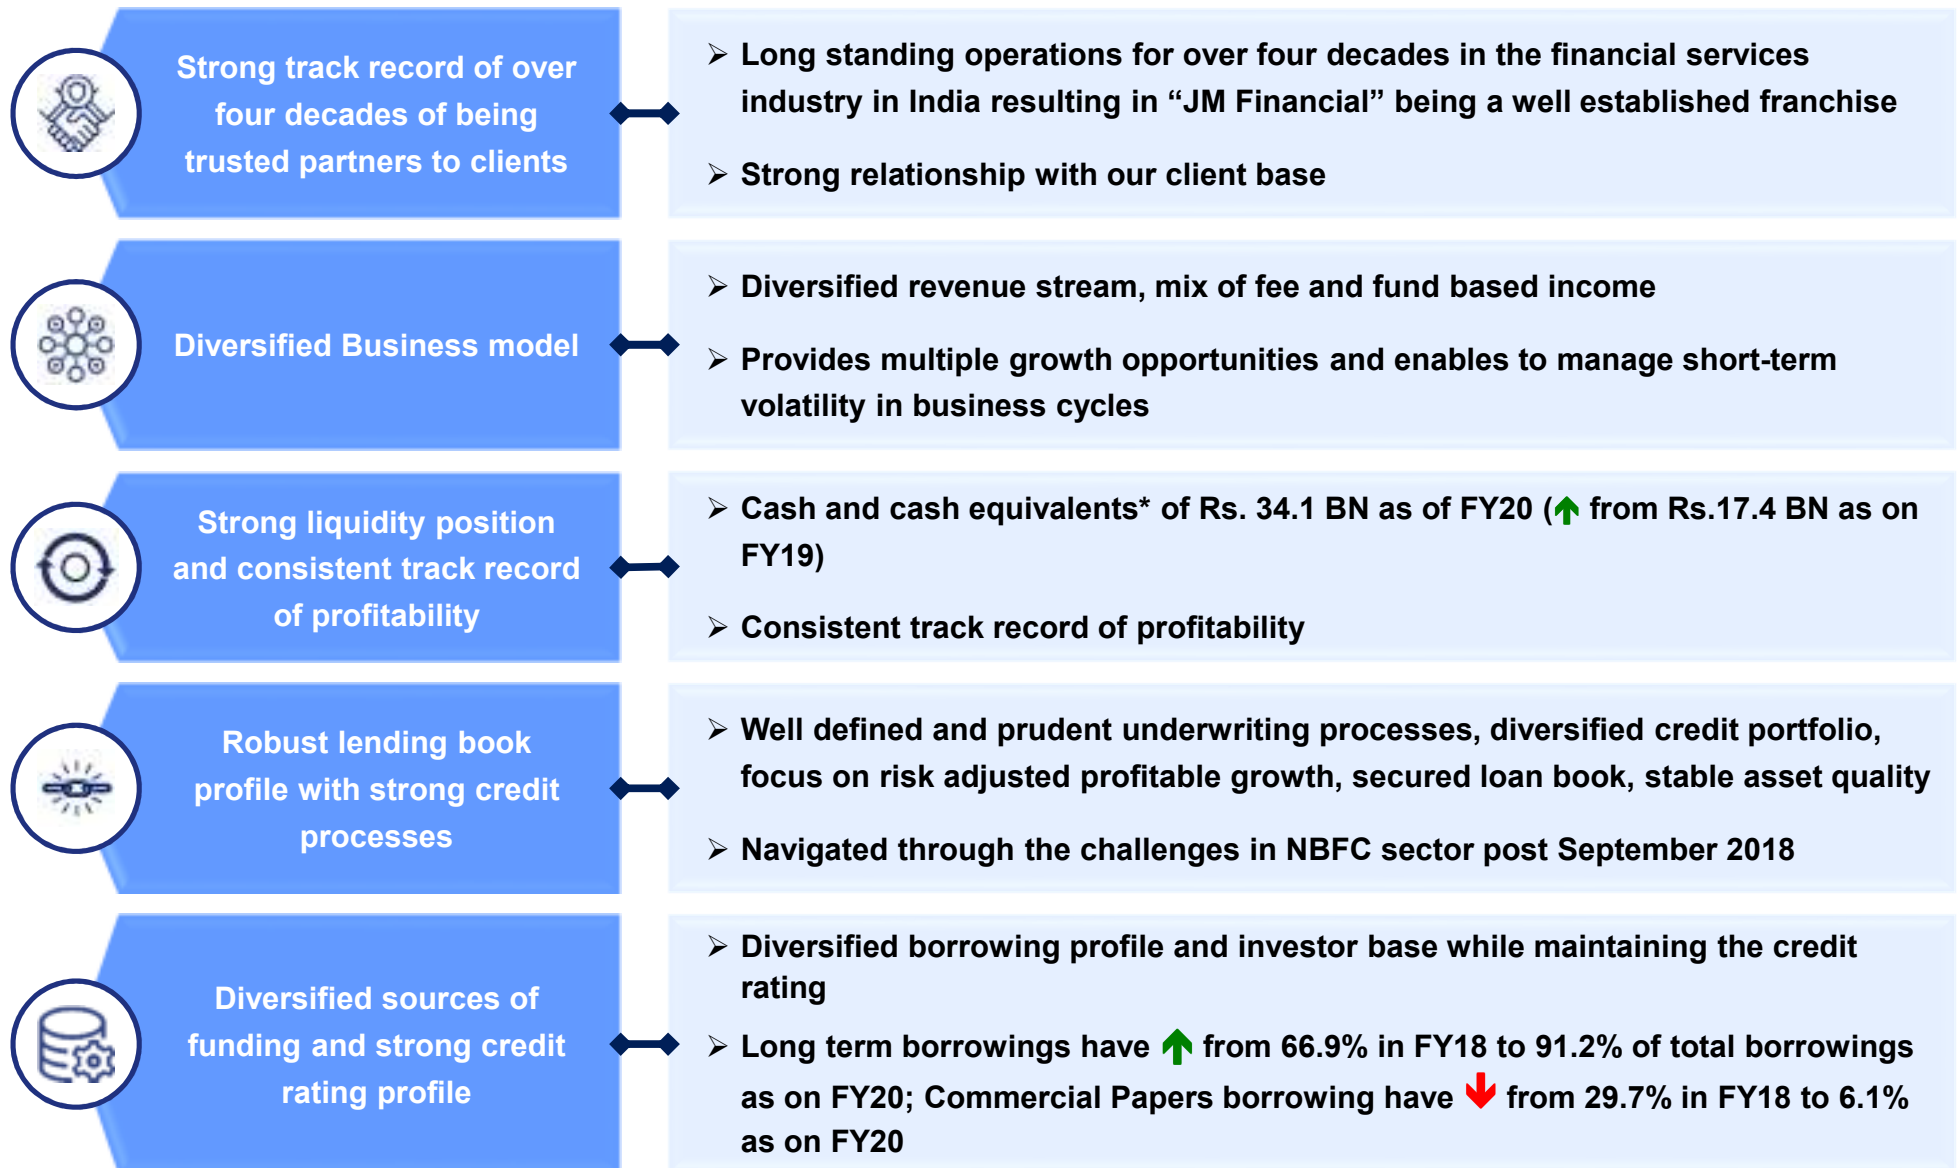 Strong track record of over
four decades of being
trusted partners to clients
➢ Long standing operations for over four decades in the financial services
industry in India resulting in “JM Financial” being a well established franchise
➢ Strong relationship with our client base
Diversified Business model
➢ Diversified revenue stream, mix of fee and fund based income
➢ Provides multiple growth opportunities and enables to manage short-term
volatility in business cycles
Strong liquidity position
and consistent track record
of profitability
➢ Cash and cash equivalents* of Rs. 34.1 BN as of FY20 (↑ from Rs.17.4 BN as on
FY19)
➢ Consistent track record of profitability
Robust lending book
profile with strong credit
processes
➢ Well defined and prudent underwriting processes, diversified credit portfolio,
focus on risk adjusted profitable growth, secured loan book, stable asset quality
➢ Navigated through the challenges in NBFC sector post September 2018
Diversified sources of
funding and strong credit
rating profile
➢ Diversified borrowing profile and investor base while maintaining the credit
rating
➢ Long term borrowings have ↑ from 66.9% in FY18 to 91.2% of total borrowings
as on FY20; Commercial Papers borrowing have ↓ from 29.7% in FY18 to 6.1%
as on FY20